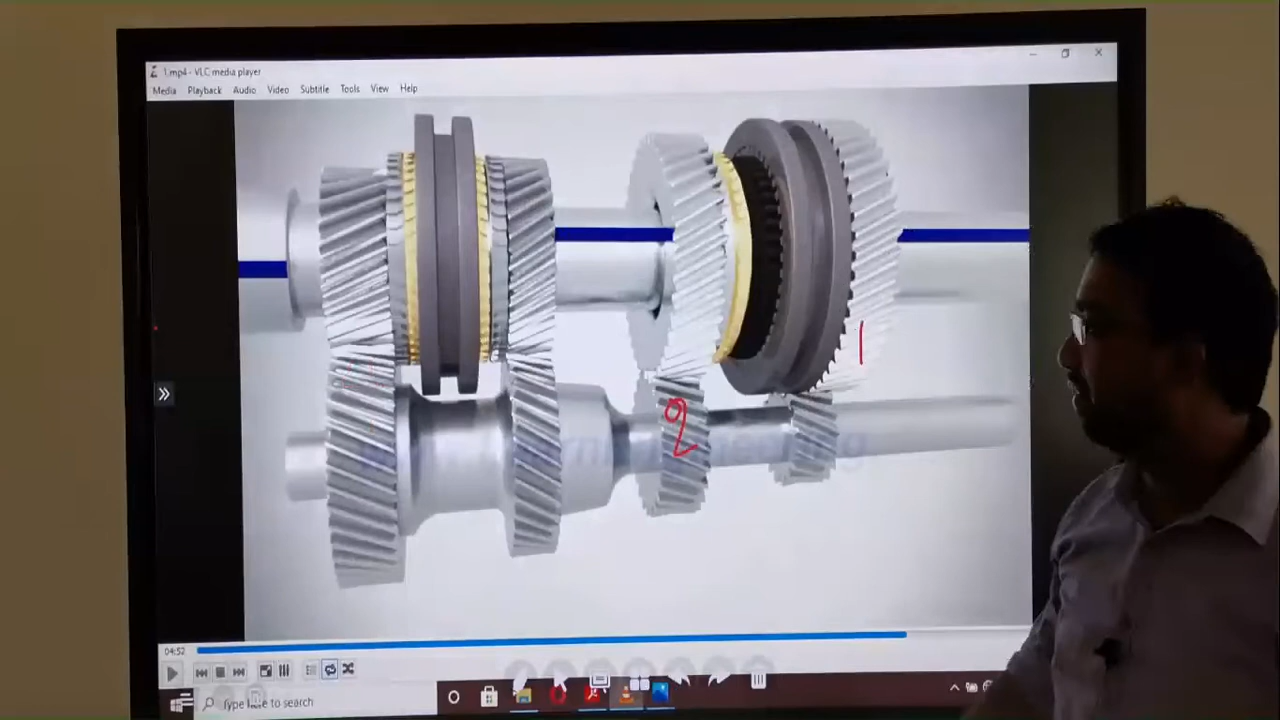 1.mp4 - VLC media player
Media Playback Audio Video Subtitle Tools View Help
1
2
04:52
Type here to search